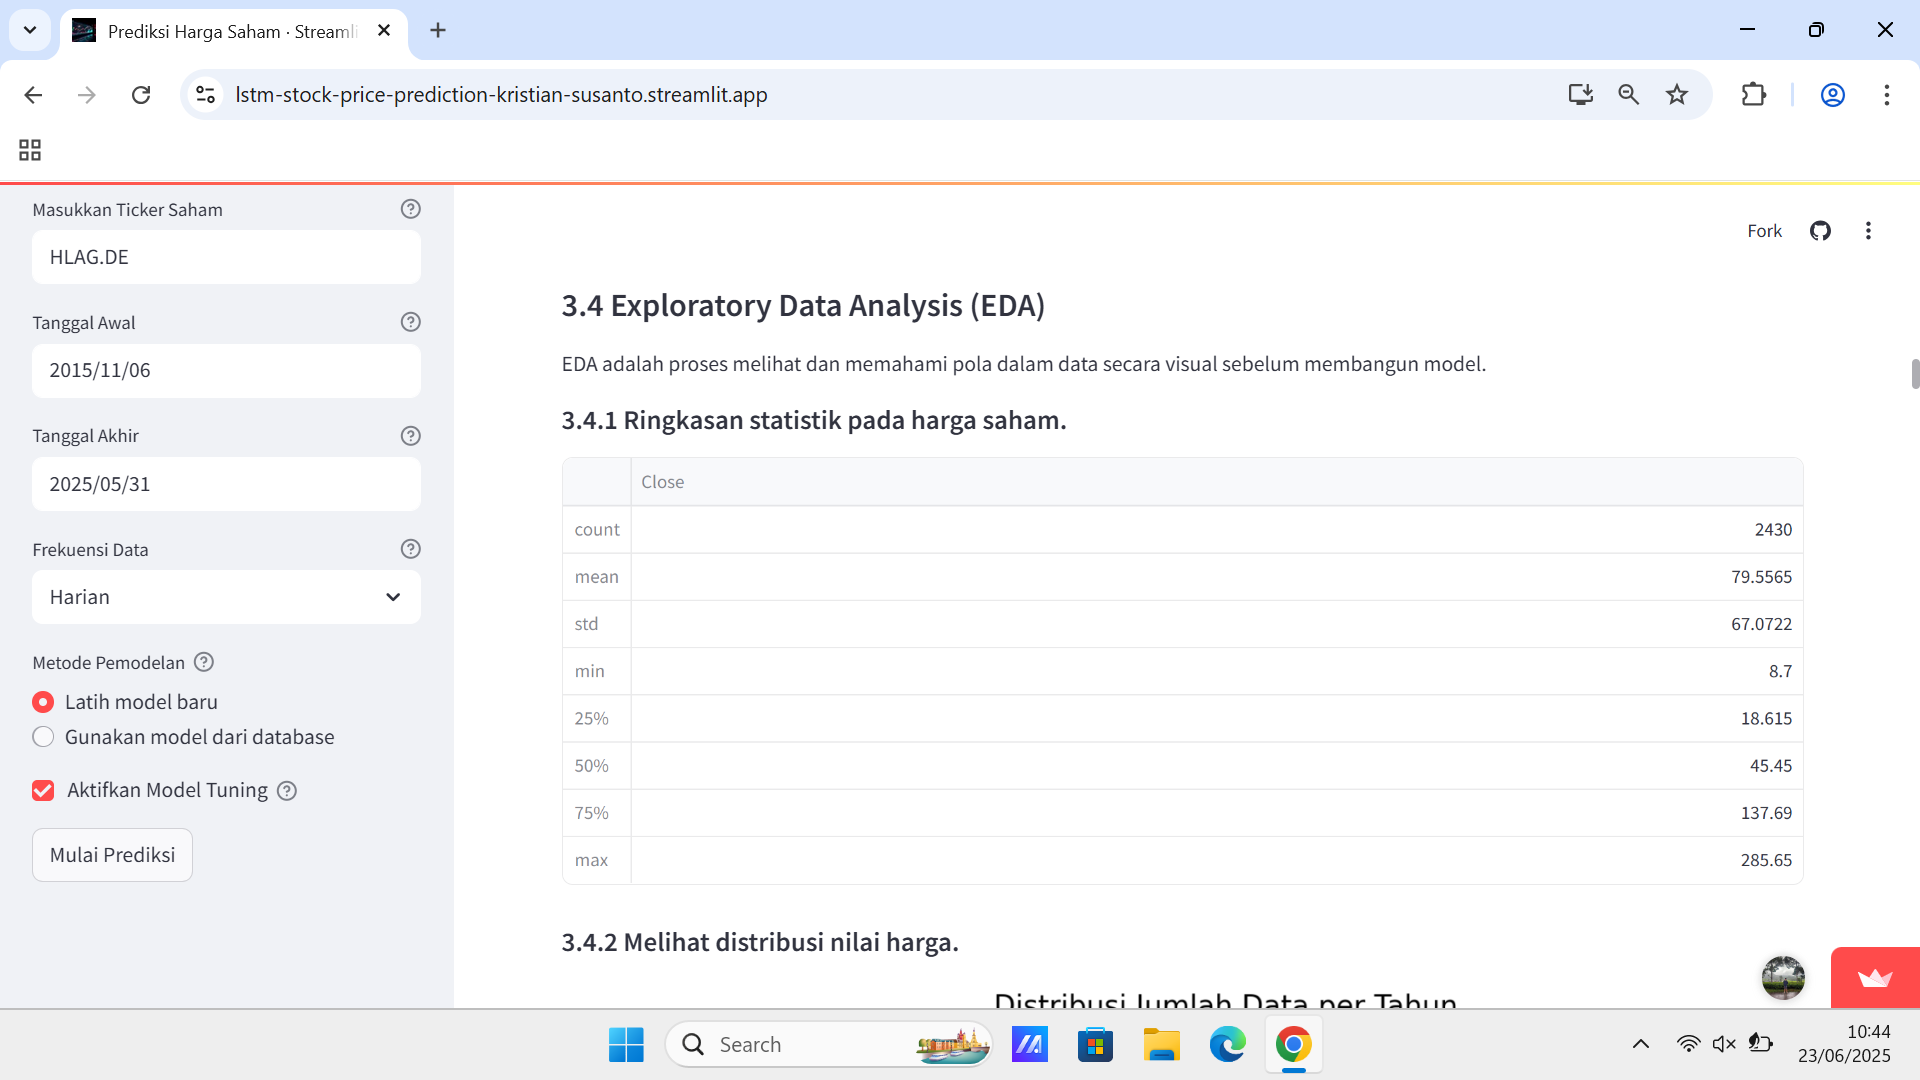 Prediksi Harga Saham · Streamli
lstm-stock-price-prediction-kristian-susanto.streamlit.app
Masukkan Ticker Saham
HLAG.DE
Tanggal Awal
2015/11/06
Tanggal Akhir
2025/05/31
Frekuensi Data
Harian
Metode Pemodelan
Latih model baru
Gunakan model dari database
Aktifkan Model Tuning
Mulai Prediksi
Fork
3.4 Exploratory Data Analysis (EDA)
EDA adalah proses melihat dan memahami pola dalam data secara visual sebelum membangun model.
3.4.1 Ringkasan statistik pada harga saham.
Close
count 2430
mean 79.5565
std 67.0722
min 8.7
25% 18.615
50% 45.45
75% 137.69
max 285.65
3.4.2 Melihat distribusi nilai harga.
Distribusi Jumlah Data per Tahun
Search
10:44
23/06/2025